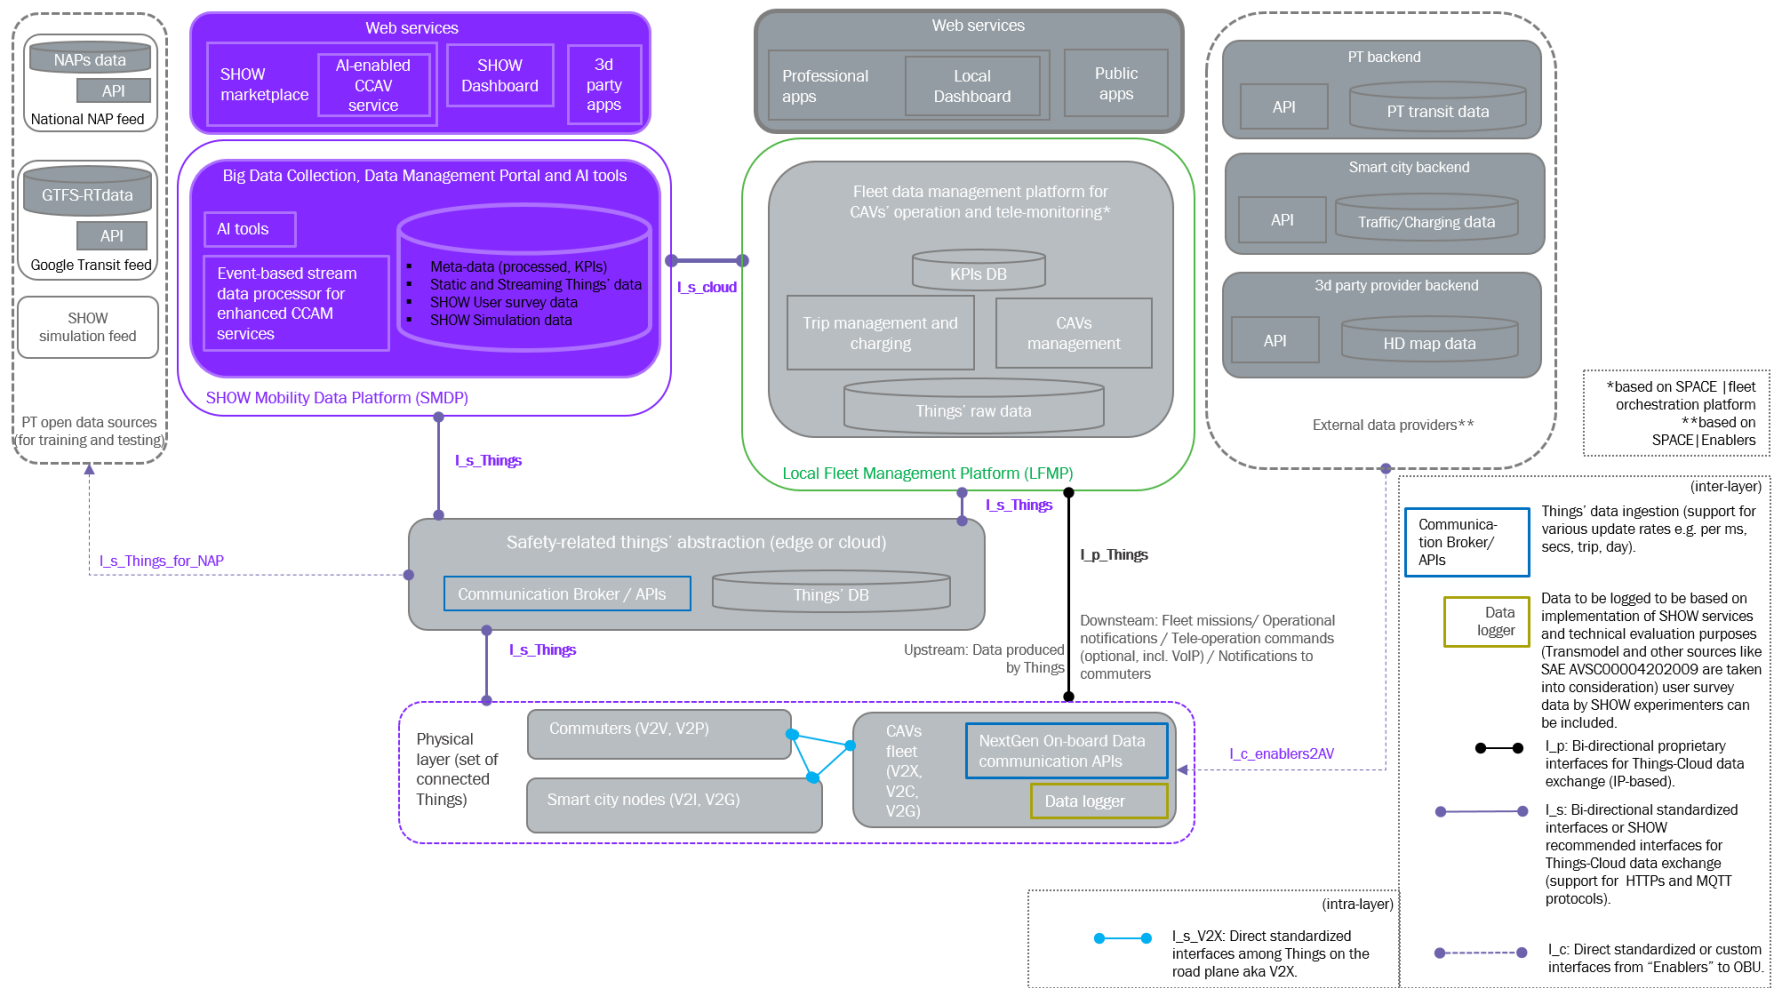 NAPs data
API
National NAP feed
GTFS-RTdata
API
Google Transit feed
SHOW
simulation feed
PT open data sources
(for training and testing)
Web services
SHOW
marketplace
AI-enabled
CCAV
service
SHOW
Dashboard
3d
party
apps
Big Data Collection, Data Management Portal and AI tools
AI tools
Event-based stream
data processor for
enhanced CCAM
services
▪ Meta-data (processed, KPIs)
▪ Static and Streaming Things’ data
▪ SHOW User survey data
▪ SHOW Simulation data
SHOW Mobility Data Platform (SMDP)
I_s_cloud
Web services
Professional
apps
Local
Dashboard
Public
apps
Fleet data management platform for
CAVs’ operation and tele-monitoring*
KPIs DB
Trip management and
charging
CAVs
management
Things’ raw data
Local Fleet Management Platform (LFMP)
PT backend
API
PT transit data
Smart city backend
API
Traffic/Charging data
3d party provider backend
API
HD map data
External data providers**
*based on SPACE |fleet
orchestration platform
**based on
SPACE|Enablers
I_s_Things
I_s_Things
I_s_Things_for_NAP
Safety-related things’ abstraction (edge or cloud)
Communication Broker / APIs
Things’ DB
I_p_Things
I_s_Things
Upstream: Data produced
by Things
Downsteam: Fleet missions/ Operational
notifications / Tele-operation commands
(optional, incl. VoIP) / Notifications to
commuters
Physical
layer (set of
connected
Things)
Commuters (V2V, V2P)
Smart city nodes (V2I, V2G)
CAVs
fleet
(V2X,
V2C,
V2G)
NextGen On-board Data
communication APIs
Data logger
I_c_enablers2AV
(inter-layer)
Communica-
tion Broker/
APIs
Things’ data ingestion (support for
various update rates e.g. per ms,
secs, trip, day).
Data
logger
Data to be logged to be based on
implementation of SHOW services
and technical evaluation purposes
(Transmodel and other sources like
SAE AVSC00004202009 are taken
into consideration) user survey
data by SHOW experimenters can
be included.
I_p: Bi-directional proprietary
interfaces for Things-Cloud data
exchange (IP-based).
I_s: Bi-directional standardized
interfaces or SHOW
recommended interfaces for
Things-Cloud data exchange
(support for HTTPs and MQTT
protocols).
I_c: Direct standardized or custom
interfaces from “Enablers” to OBU.
(intra-layer)
I_s_V2X: Direct standardized
interfaces among Things on the
road plane aka V2X.